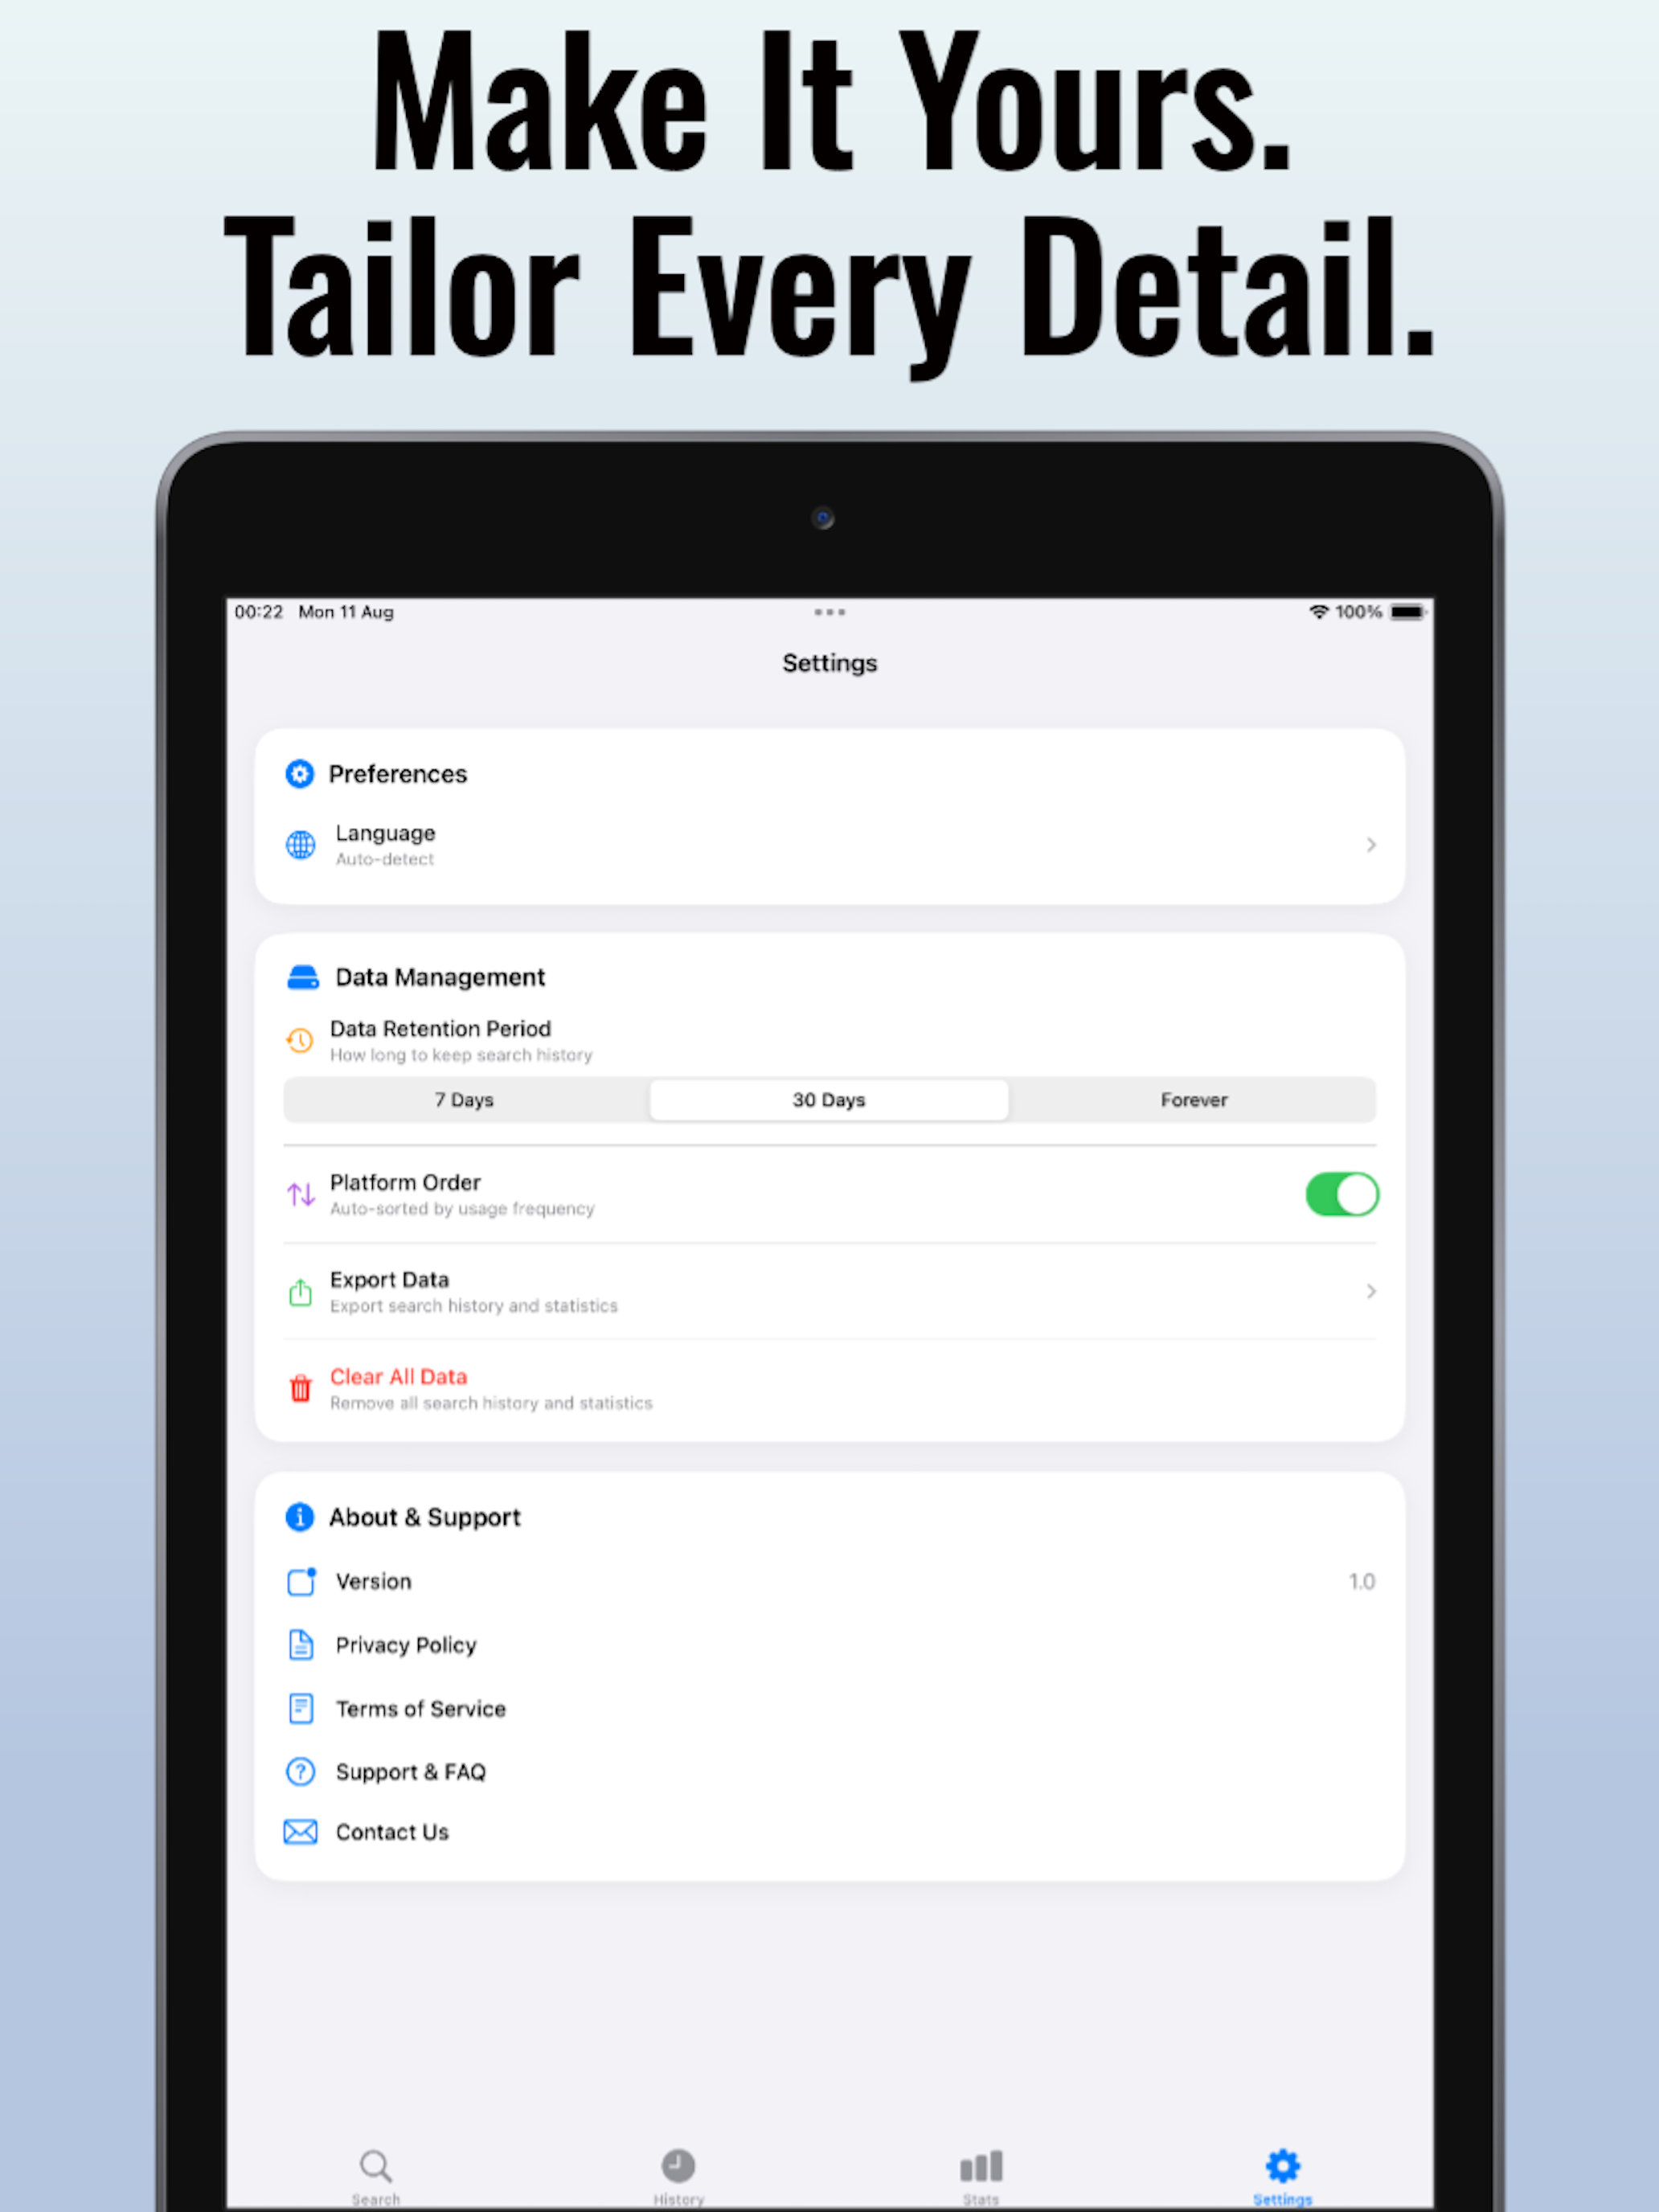 Make It Yours.
Tailor Every Detail.
00:22 Mon 11 Aug
100%
Settings
Preferences
Language
Auto-detect
Data Management
Data Retention Period
How long to keep search history
7 Days
30 Days
Forever
Platform Order
Auto-sorted by usage frequency
Export Data
Export search history and statistics
Clear All Data
Remove all search history and statistics
About & Support
Version
1.0
Privacy Policy
Terms of Service
Support & FAQ
Contact Us
Search
History
Stats
Settings